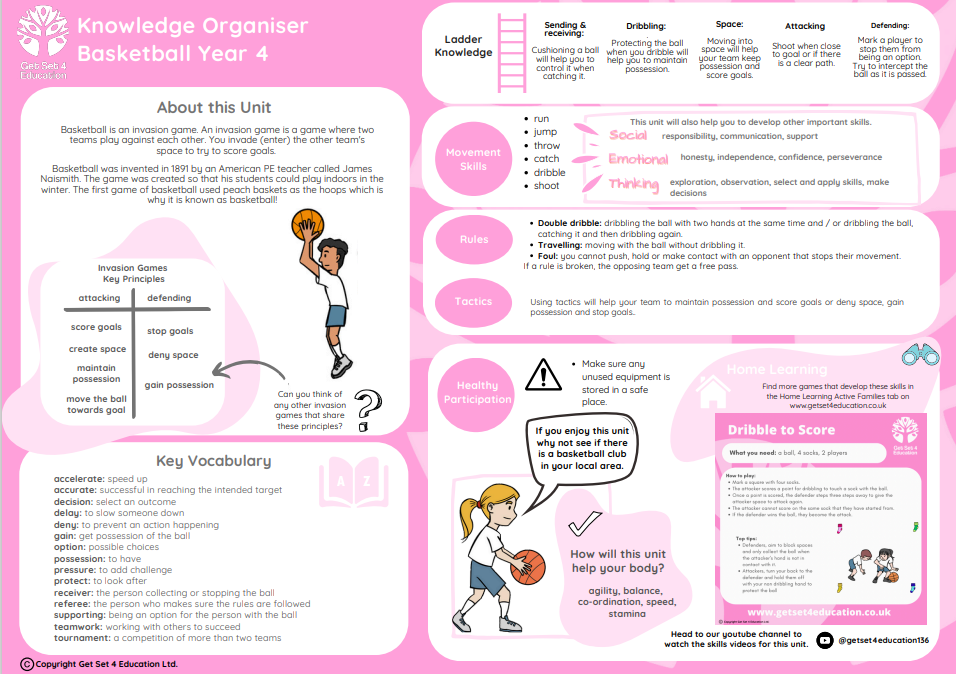 Get Set 4
Education
Knowledge Organiser
Basketball Year 4
About this Unit
Basketball is an invasion game. An invasion game is a game where two
teams play against each other. You invade (enter) the other team's
space to try to score goals.
Basketball was invented in 1891 by an American PE teacher called James
Naismith. The game was created so that his students could play indoors in the
winter. The first game of basketball used peach baskets as the hoops which is
why it is known as basketball!
Invasion Games
Key Principles
attacking
defending
score goals
stop goals
create space
deny space
maintain
possession
gain possession
move the ball
towards goal
Can you think of
any other invasion
games that share
these principles?
?
Key Vocabulary
A Z
accelerate: speed up
accurate: successful in reaching the intended target
decision: select an outcome
delay: to slow someone down
deny: to prevent an action happening
gain: get possession of the ball
option: possible choices
possession: to have
pressure: to add challenge
protect: to look after
receiver: the person collecting or stopping the ball
referee: the person who makes sure the rules are followed
supporting: being an option for the person with the ball
teamwork: working with others to succeed
tournament: a competition of more than two teams
© Copyright Get Set 4 Education Ltd.
Ladder
Knowledge
Sending &
receiving:
Cushioning a ball
will help you to
control it when
catching it.
Dribbling:
Protecting the ball
when you dribble will
help you to maintain
possession.
Space:
Moving into
space will help
your team keep
possession and
score goals.
Attacking
Shoot when close
to goal or if there
is a clear path.
Defending:
Mark a player to
stop them from
being an option.
Try to intercept the
ball as it is passed.
Movement
Skills
• run
• jump
• throw
• catch
• dribble
• shoot
This unit will also help you to develop other important skills.
Social responsibility, communication, support
Emotional honesty, independence, confidence, perseverance
Thinking exploration, observation, select and apply skills, make
decisions
Rules
• Double dribble: dribbling the ball with two hands at the same time and / or dribbling the ball,
catching it and then dribbling again.
• Travelling: moving with the ball without dribbling it.
• Foul: you cannot push, hold or make contact with an opponent that stops their movement.
If a rule is broken, the opposing team get a free pass.
Tactics
Using tactics will help your team to maintain possession and score goals or deny space, gain
possession and stop goals.
Healthy
Participation
!
• Make sure any
unused equipment is
stored in a safe
place.
If you enjoy this unit
why not see if there
is a basketball club
in your local area.
How will this unit
help your body?
agility, balance,
co-ordination, speed,
stamina
Home Learning
Find more games that develop these skills in
the Home Learning Active Families tab on
www.getset4education.co.uk
Dribble to Score
Get Set 4
Education
What you need: a ball, 4 socks, 2 players
How to play:
• Mark a square with four socks.
• The attacker scores a point for dribbling to touch a sock with the ball.
• Once a point is scored, the defender steps three steps away to give the
attacker space to attack again.
• The attacker cannot score on the same sock that they have started from.
• If the defender wins the ball, they become the attack.
Top tips:
• Defenders, aim to block spaces
and only collect the ball when
the attacker's hand is not in
contact with it.
• Attackers, turn your back to the
defender and hold them off
with your non dribbling hand to
protect the ball
www.getset4education.co.uk
Head to our youtube channel to
watch the skills videos for this unit.
@getset4education136